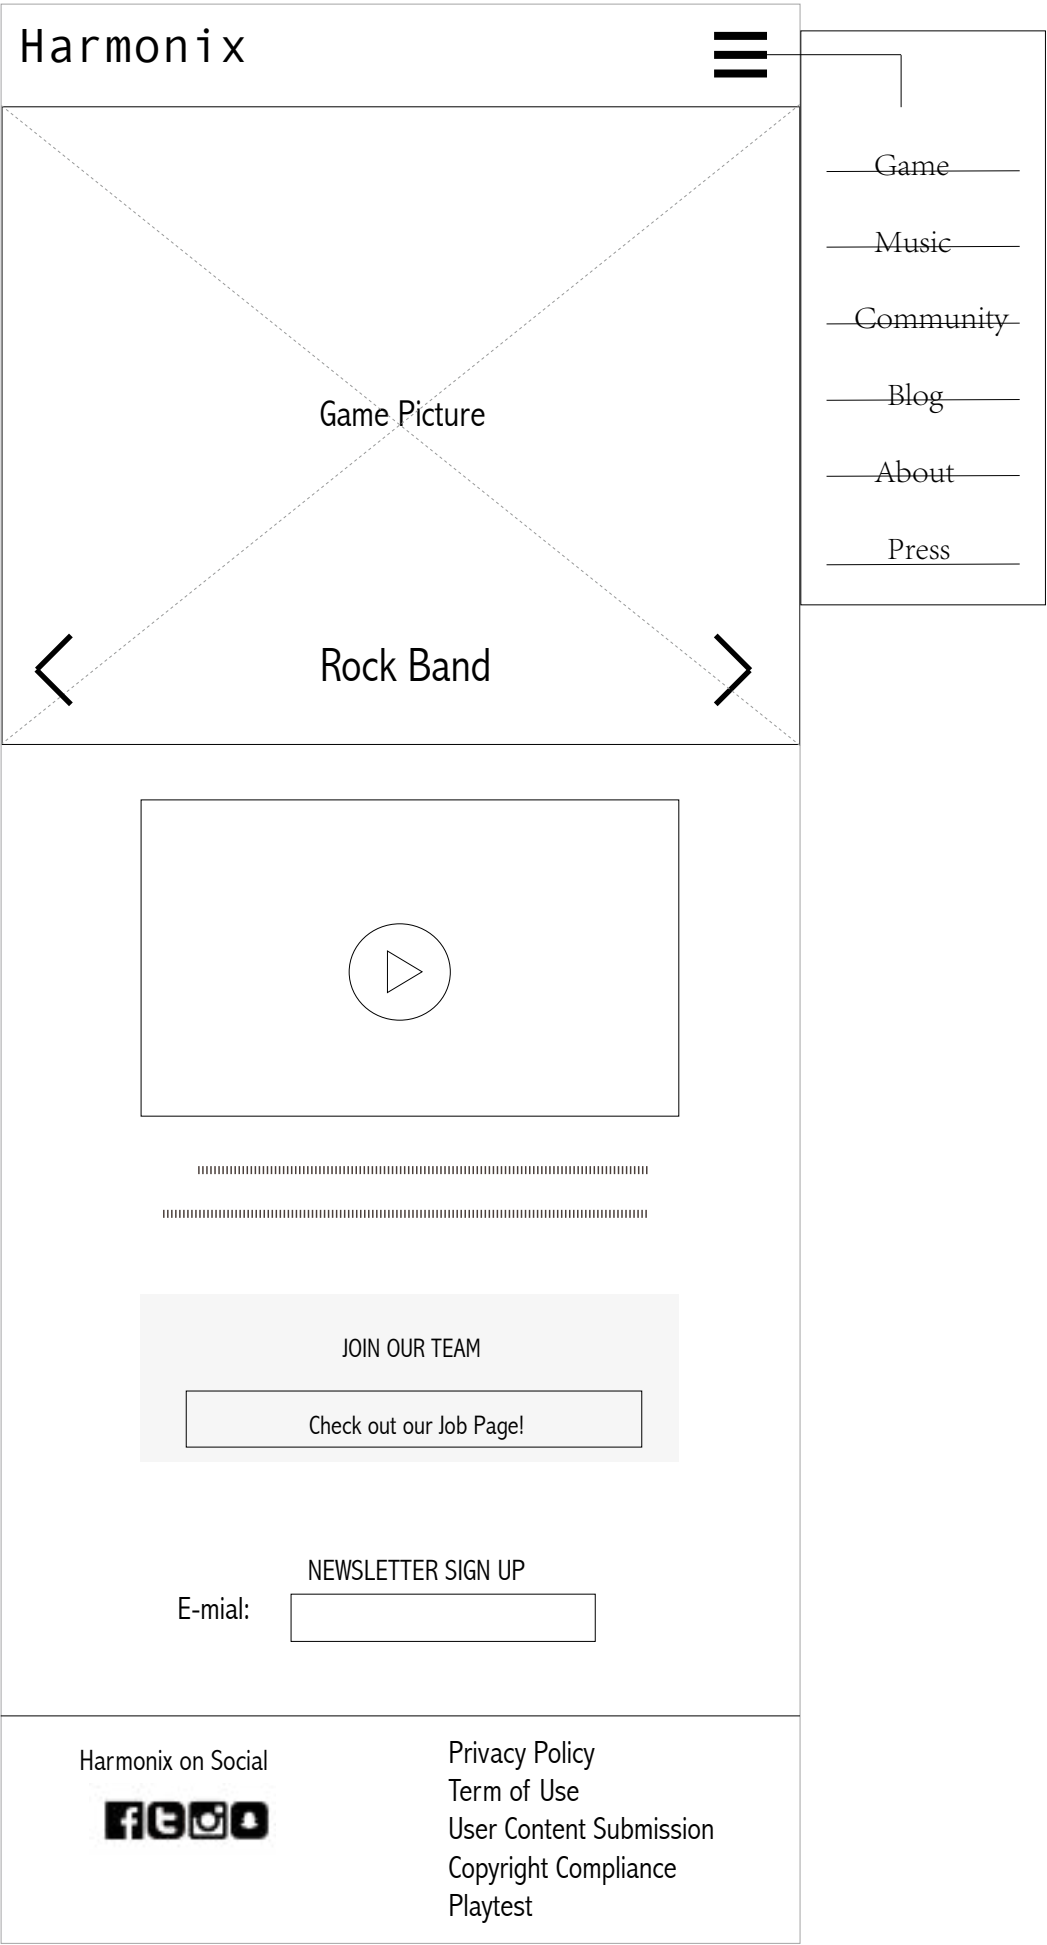 Harmonix
Game
Music
Community
Blog
About
Press
Game Picture
Rock Band
JOIN OUR TEAM
Check out our Job Page!
NEWSLETTER SIGN UP
E-mial:
Harmonix on Social
Privacy Policy
Term of Use
User Content Submission
Copyright Compliance
Playtest